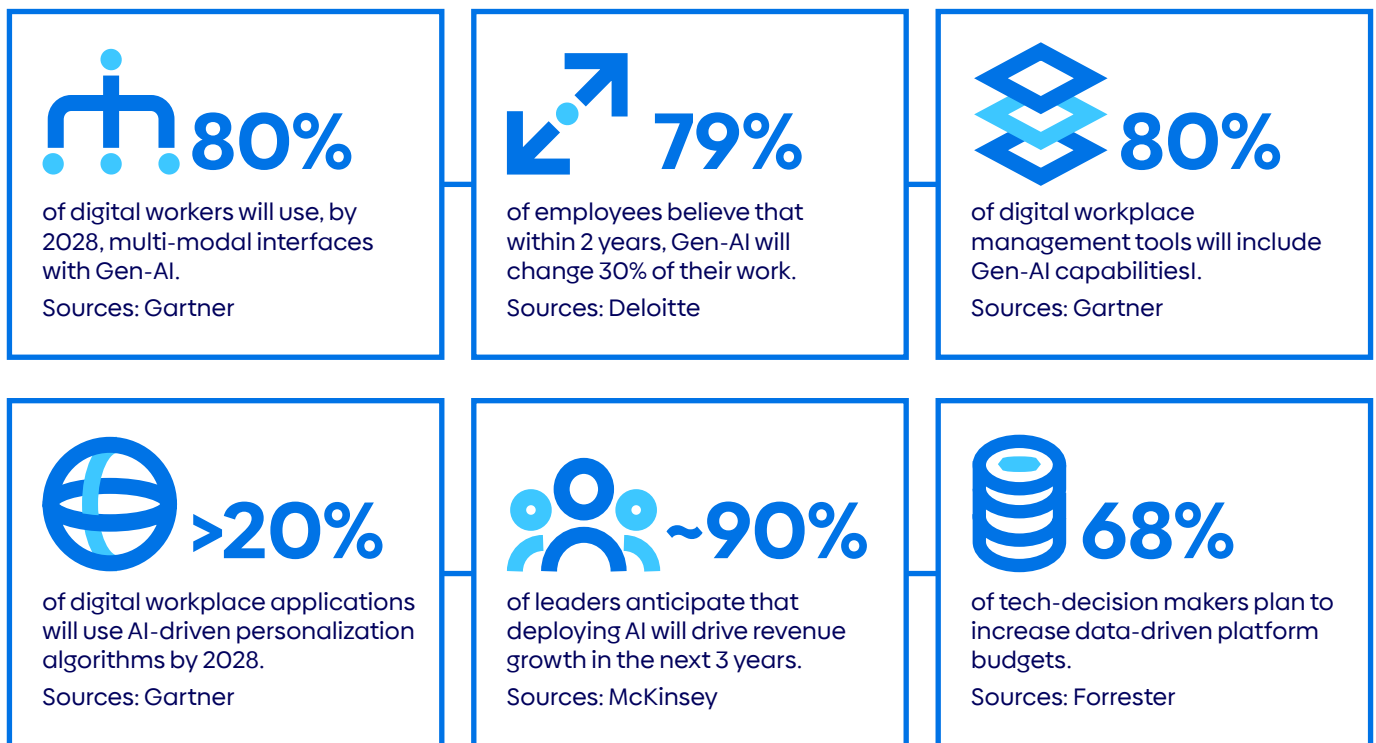 80%
of digital workers will use, by
2028, multi-modal interfaces
with Gen-AI.
Sources: Gartner
79%
of employees believe that
within 2 years, Gen-AI will
change 30% of their work.
Sources: Deloitte
80%
of digital workplace
management tools will include
Gen-AI capabilitiesI.
Sources: Gartner
>20%
of digital workplace applications
will use AI-driven personalization
algorithms by 2028.
Sources: Gartner
~90%
of leaders anticipate that
deploying AI will drive revenue
growth in the next 3 years.
Sources: McKinsey
68%
of tech-decision makers plan to
increase data-driven platform
budgets.
Sources: Forrester